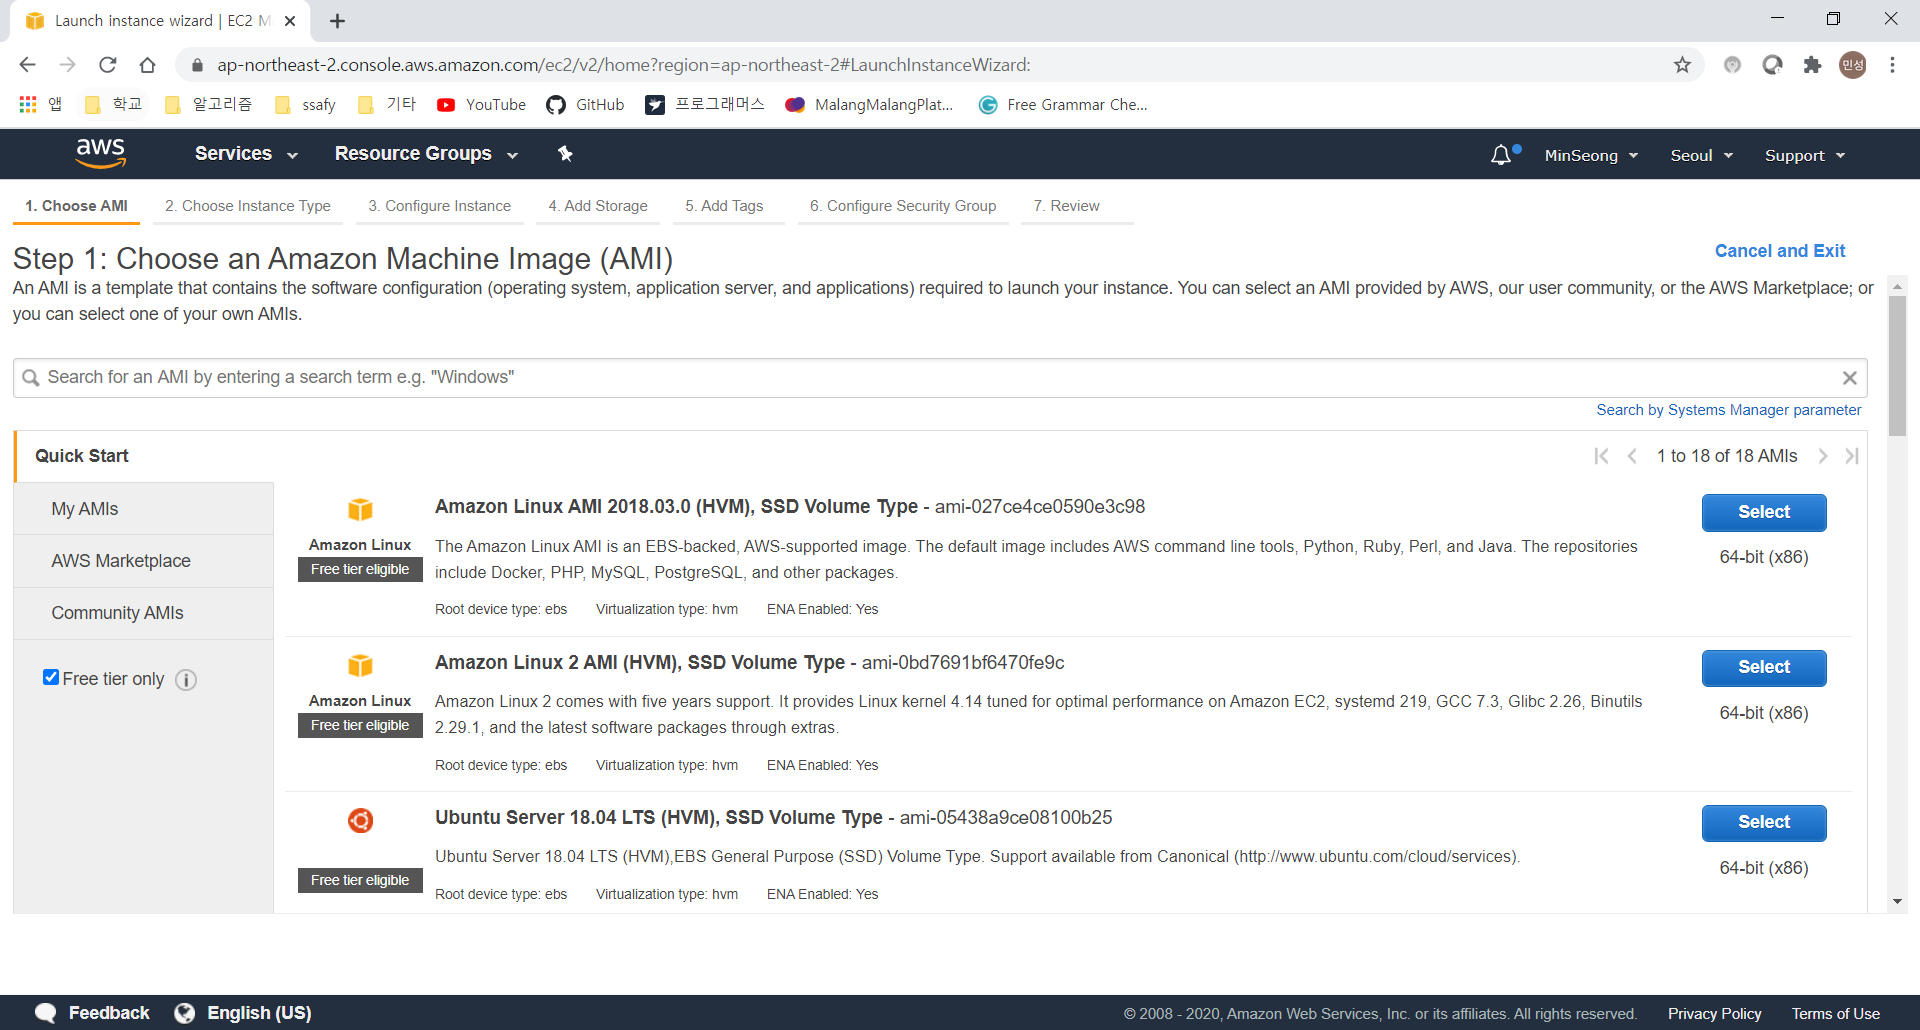 Launch instance wizard | EC2 M
ap-northeast-2.console.aws.amazon.com/ec2/v2/home?region=ap-northeast-2#LaunchInstanceWizard:
민성
앱 학교 알고리즘 ssafy 기타 YouTube GitHub 프로그래머스 MalangMalangPlat... Free Grammar Che...
aws Services Resource Groups MinSeong Seoul Support
1. Choose AMI 2. Choose Instance Type 3. Configure Instance 4. Add Storage 5. Add Tags 6. Configure Security Group 7. Review
Step 1: Choose an Amazon Machine Image (AMI)
Cancel and Exit
An AMI is a template that contains the software configuration (operating system, application server, and applications) required to launch your instance. You can select an AMI provided by AWS, our user community, or the AWS Marketplace; or
you can select one of your own AMIs.
Search for an AMI by entering a search term e.g. "Windows"
Search by Systems Manager parameter
Quick Start
1 to 18 of 18 AMIs
My AMIs
AWS Marketplace
Community AMIs
Free tier only
Amazon Linux
Free tier eligible
Amazon Linux AMI 2018.03.0 (HVM), SSD Volume Type - ami-027ce4ce0590e3c98
The Amazon Linux AMI is an EBS-backed, AWS-supported image. The default image includes AWS command line tools, Python, Ruby, Perl, and Java. The repositories
include Docker, PHP, MySQL, PostgreSQL, and other packages.
Root device type: ebs Virtualization type: hvm ENA Enabled: Yes
Select
64-bit (x86)
Amazon Linux
Free tier eligible
Amazon Linux 2 AMI (HVM), SSD Volume Type - ami-0bd7691bf6470fe9c
Amazon Linux 2 comes with five years support. It provides Linux kernel 4.14 tuned for optimal performance on Amazon EC2, systemd 219, GCC 7.3, Glibc 2.26, Binutils
2.29.1, and the latest software packages through extras.
Root device type: ebs Virtualization type: hvm ENA Enabled: Yes
Select
64-bit (x86)
Free tier eligible
Ubuntu Server 18.04 LTS (HVM), SSD Volume Type - ami-05438a9ce08100b25
Ubuntu Server 18.04 LTS (HVM),EBS General Purpose (SSD) Volume Type. Support available from Canonical (http://www.ubuntu.com/cloud/services).
Root device type: ebs Virtualization type: hvm ENA Enabled: Yes
Select
64-bit (x86)
Feedback English (US) © 2008 - 2020, Amazon Web Services, Inc. or its affiliates. All rights reserved. Privacy Policy Terms of Use